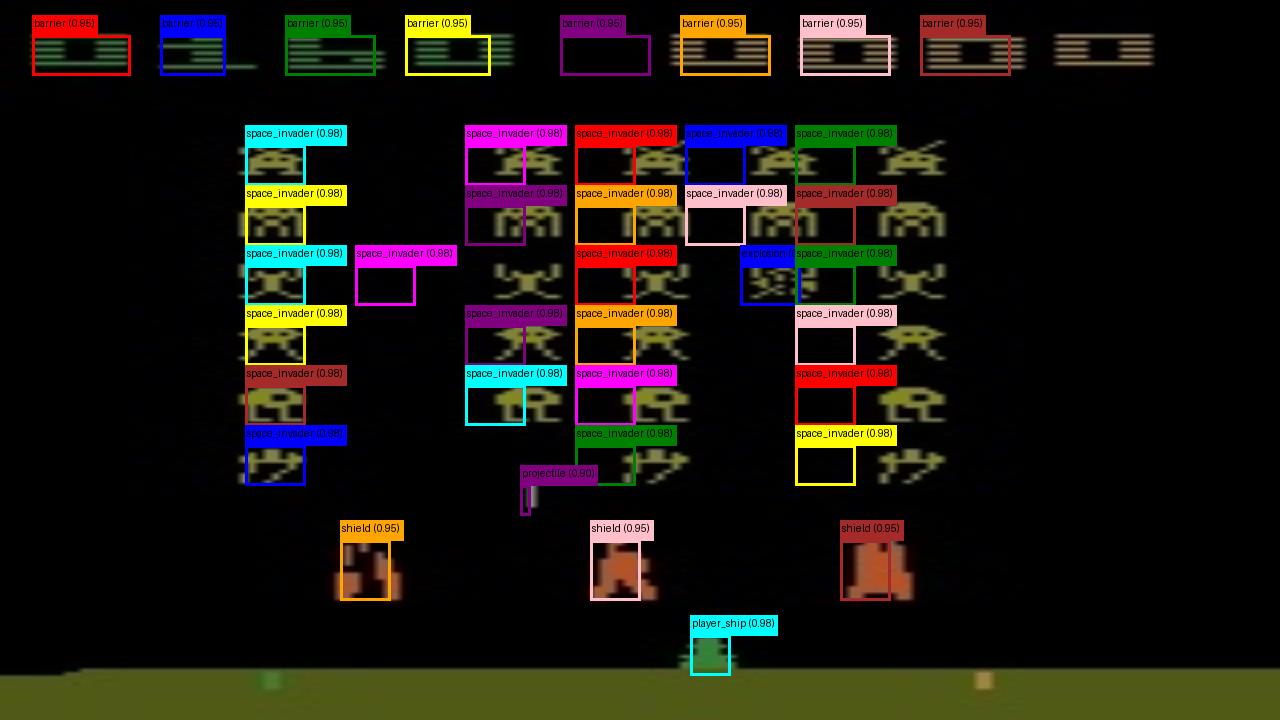 barrier (0.95) barrier (0.95) barrier (0.95) barrier (0.95) barrier (0.95) barrier (0.95) barrier (0.95) barrier (0.95)
space_invader (0.98) space_invader (0.98) space_invader (0.98) space_invader (0.98) space_invader (0.98)
space_invader (0.98) space_invader (0.98) space_invader (0.98) space_invader (0.98) space_invader (0.98)
space_invader (0.98) space_invader (0.98) space_invader (0.98) explosion space_invader (0.98)
space_invader (0.98) space_invader (0.98) space_invader (0.98) space_invader (0.98)
space_invader (0.98) space_invader (0.98) space_invader (0.98) space_invader (0.98)
space_invader (0.98) space_invader (0.98) space_invader (0.98)
projectile (0.90)
shield (0.95) shield (0.95) shield (0.95)
player_ship (0.98)